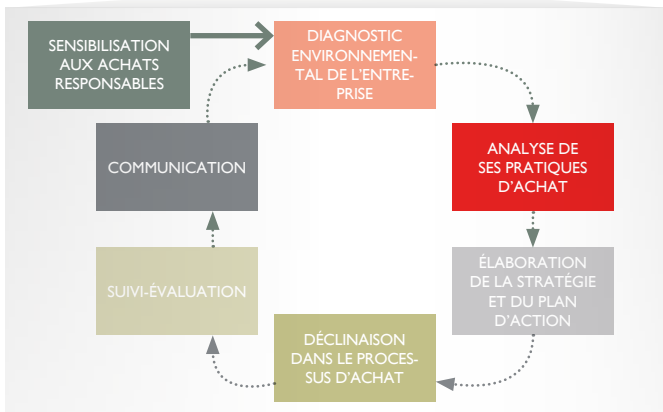 SENSIBILISATION
AUX ACHATS
RESPONSABLES
DIAGNOSTIC
ENVIRONNEMEN-
TAL DE L'ENTRE-
PRISE
ANALYSE DE
SES PRATIQUES
D'ACHAT
ÉLABORATION
DE LA STRATÉGIE
ET DU PLAN
D'ACTION
DÉCLINAISON
DANS LE PROCES-
SUS D'ACHAT
SUIVI-ÉVALUATION
COMMUNICATION